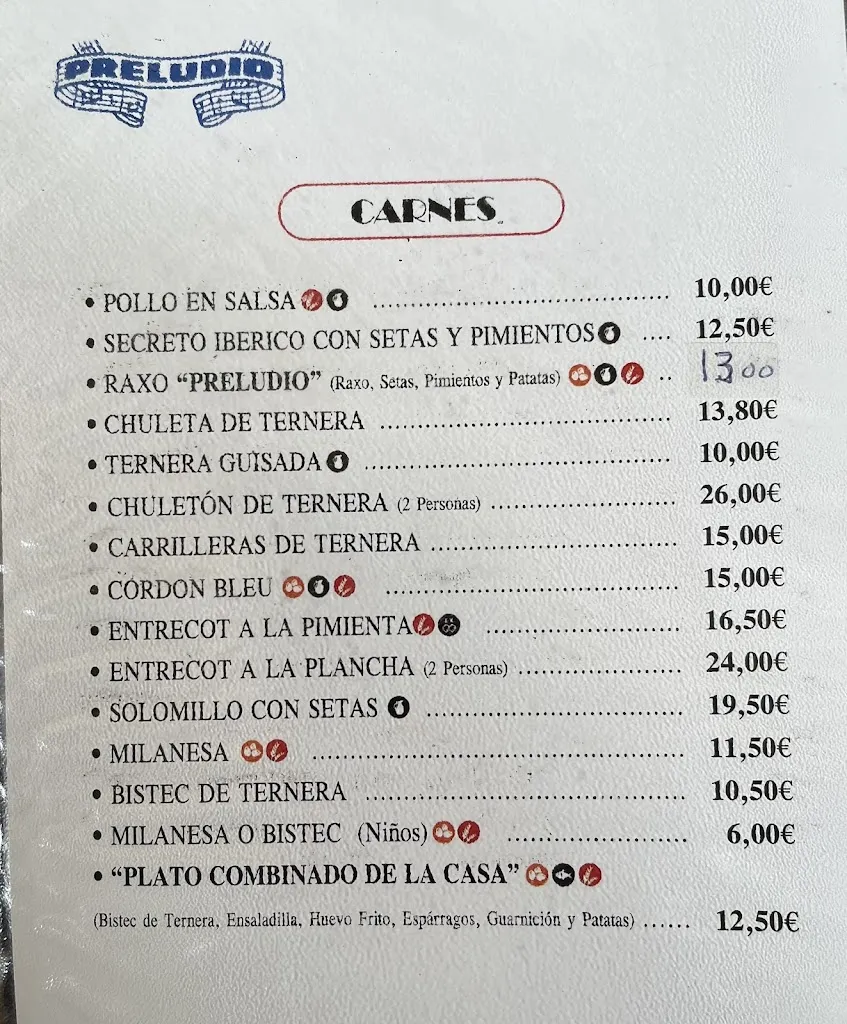 PRELUDIO
CARNES
• POLLO EN SALSA ........................................ 10,00€
• SECRETO IBERICO CON SETAS Y PIMIENTOS .... 12,50€
• RAXO “PRELUDIO” (Raxo, Setas, Pimientos y Patatas) .. 13 00
• CHULETA DE TERNERA ........................................ 13,80€
• TERNERA GUISADA ........................................ 10,00€
• CHULETÓN DE TERNERA (2 Personas) ......................... 26,00€
• CARRILLERAS DE TERNERA ................................. 15,00€
• CORDON BLEU ........................................ 15,00€
• ENTRECOT A LA PIMIENTA .......................... 16,50€
• ENTRECOT A LA PLANCHA (2 Personas) ...................... 24,00€
• SOLOMILLO CON SETAS .................................. 19,50€
• MILANESA .................................................. 11,50€
• BISTEC DE TERNERA ........................................... 10,50€
• MILANESA O BISTEC (Niños) ........................ 6,00€
• “PLATO COMBINADO DE LA CASA”
(Bistec de Ternera, Ensaladilla, Huevo Frito, Espárragos, Guarnición y Patatas) ...... 12,50€